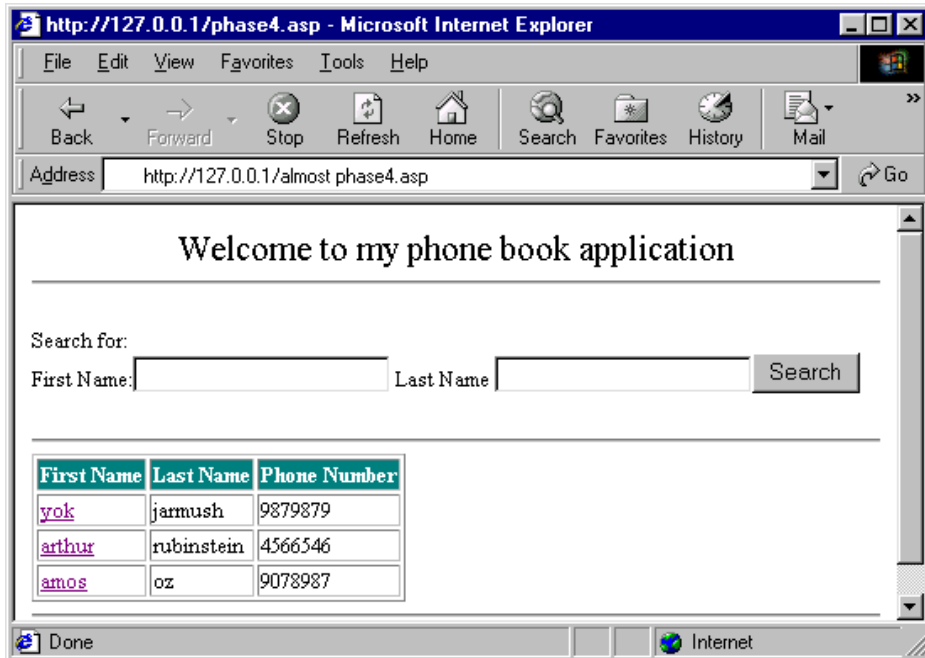 http://127.0.0.1/phase4.asp - Microsoft Internet Explorer
File Edit View Favorites Tools Help
Back Forward Stop Refresh Home Search Favorites History Mail »
Address http://127.0.0.1/almost phase4.asp Go
Welcome to my phone book application
Search for:
First Name: Last Name Search
First Name Last Name Phone Number
yok jarmush 9879879
arthur rubinstein 4566546
amos oz 9078987
Done Internet